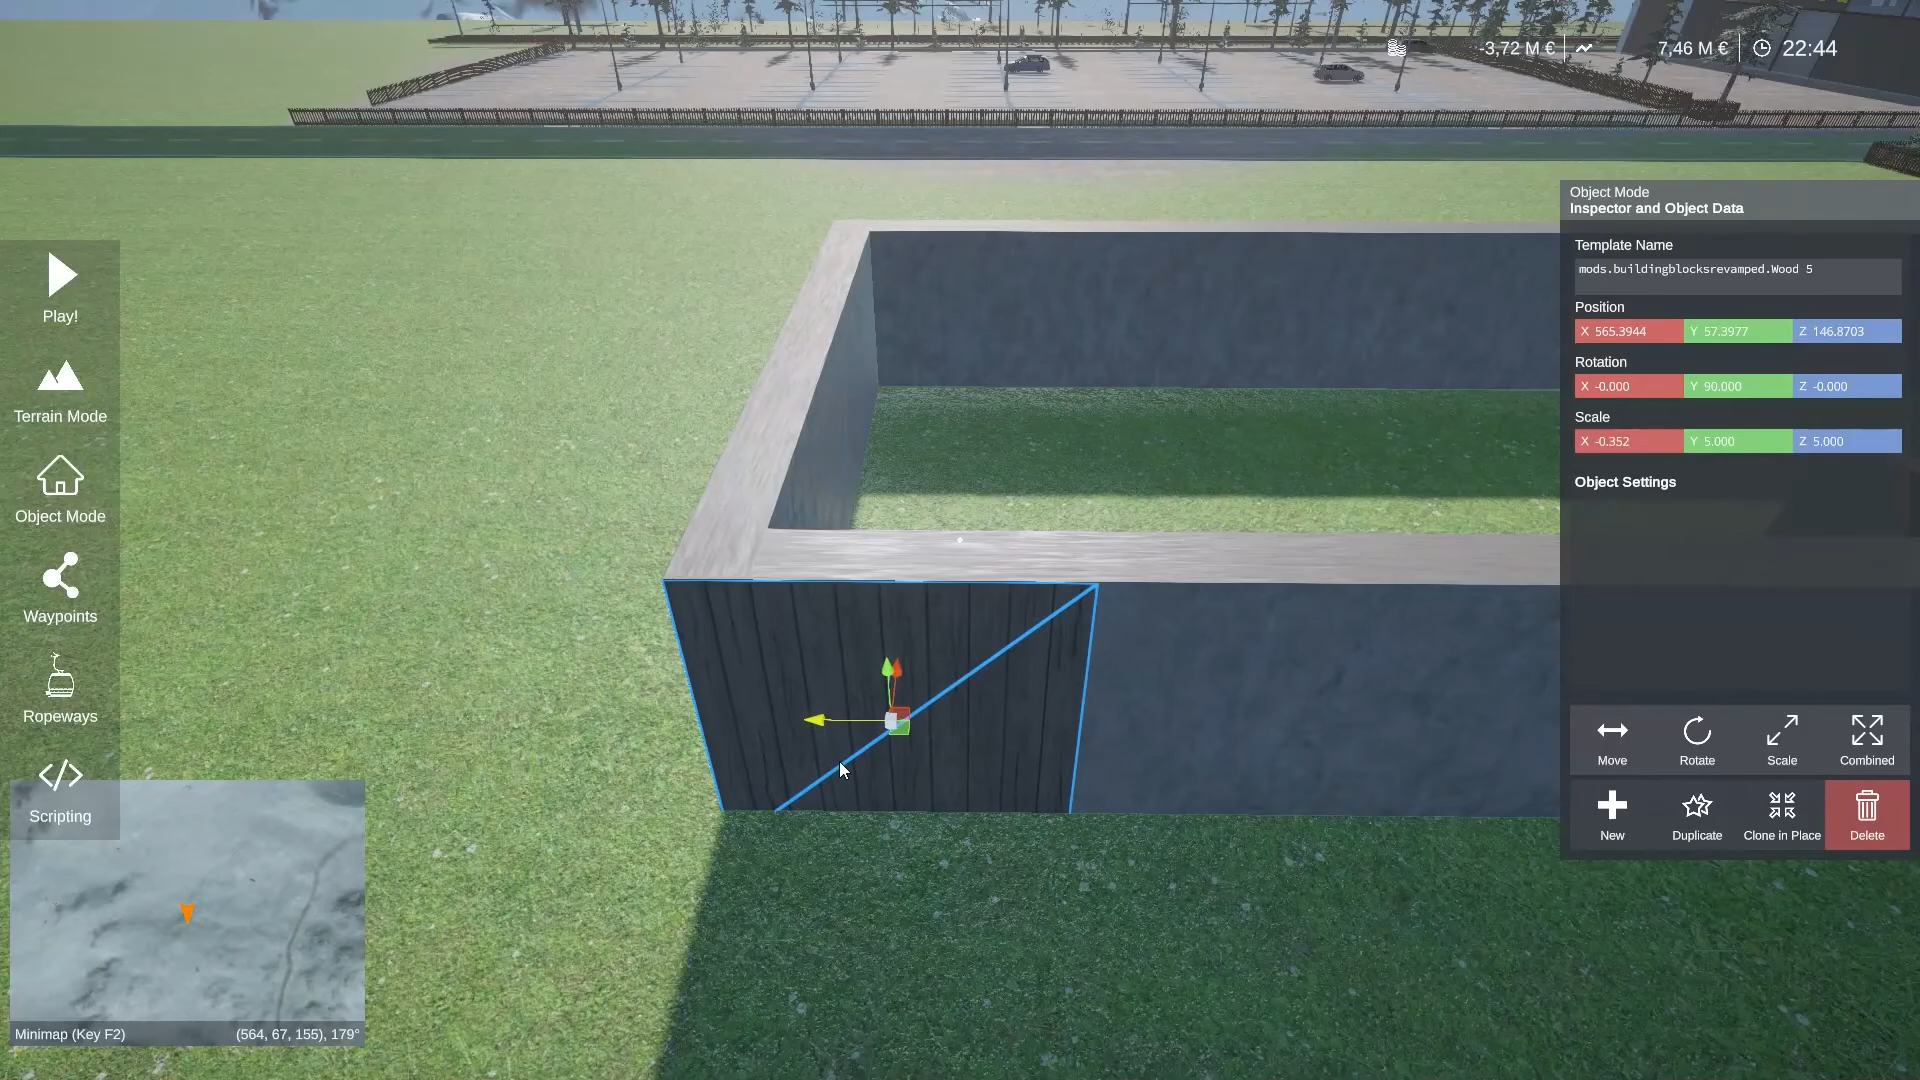 -3,72 M € 7,46 M € 22:44
Play!
Terrain Mode
Object Mode
Waypoints
Ropeways
Scripting
Minimap (Key F2) (564, 67, 155), 179°
Object Mode
Inspector and Object Data
Template Name
mods.buildingblocksrevamped.Wood 5
Position
X 565.3944 Y 57.3977 Z 146.8703
Rotation
X -0.000 Y 90.000 Z -0.000
Scale
X -0.352 Y 5.000 Z 5.000
Object Settings
Move Rotate Scale Combined
New Duplicate Clone in Place Delete